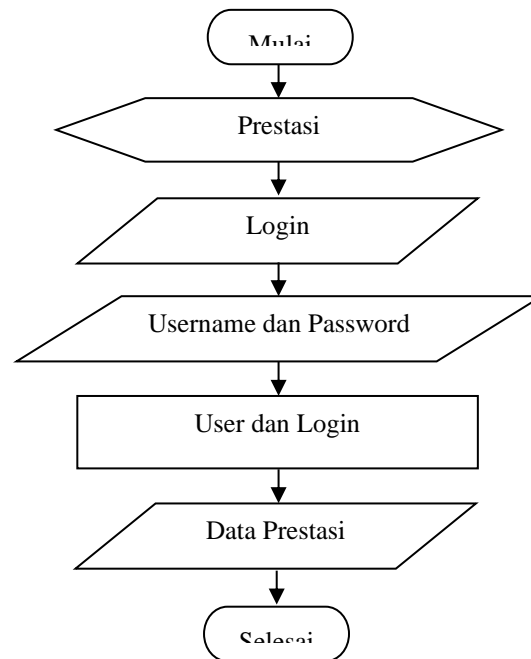 Mulai
Prestasi
Login
Username dan Password
User dan Login
Data Prestasi
Selesai